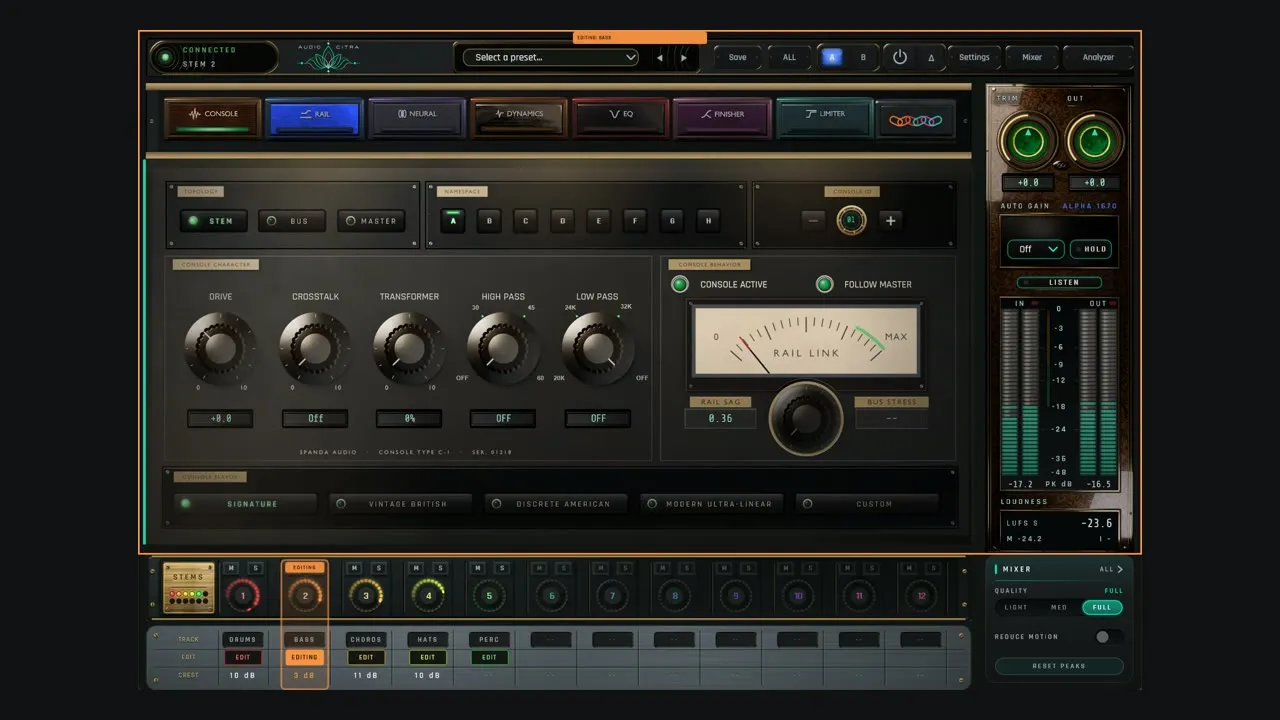 EDITING: BASS
CONNECTED
STEM 2
AUDIO CITRA
Select a preset...
Save
ALL
A
B
Δ
Settings
Mixer
Analyzer
CONSOLE
RAIL
NEURAL
DYNAMICS
EQ
FINISHER
LIMITER
TRIM
OUT
+0.0
+0.0
AUTO GAIN
ALPHA 1670
Off
HOLD
LISTEN
TOPOLOGY
STEM
BUS
MASTER
NAMESPACE
A
B
C
D
E
F
G
H
CONSOLE ID
−
01
+
CONSOLE CHARACTER
DRIVE
CROSSTALK
TRANSFORMER
HIGH PASS
LOW PASS
30
45
24K
32K
0
10
0
10
0
10
OFF
60
20K
OFF
+0.0
Off
0%
OFF
OFF
SPANDA AUDIO · CONSOLE TYPE C-1 · SER. 01218
CONSOLE BEHAVIOR
CONSOLE ACTIVE
FOLLOW MASTER
0
MAX
RAIL LINK
RAIL SAG
0.36
BUS STRESS
--
SIGNATURE
VINTAGE BRITISH
DISCRETE AMERICAN
MODERN ULTRA-LINEAR
CUSTOM
IN
OUT
0
-3
-6
-9
-12
-18
-24
-36
-48
-17.2 PK dB -16.5
LOUDNESS
LUFS S -23.6
M -24.2 I -
STEMS
M S
EDITING
M S
M S
M S
M S
M S
M S
M S
M S
M S
M S
1
2
3
4
5
6
7
8
9
10
11
12
TRACK DRUMS BASS CHORDS HATS PERC -- -- -- -- -- -- --
EDIT EDIT EDITING EDIT EDIT EDIT
CREST 10 dB 3 dB 11 dB 10 dB
MIXER
ALL
QUALITY
FULL
LIGHT
MED
FULL
REDUCE MOTION
RESET PEAKS